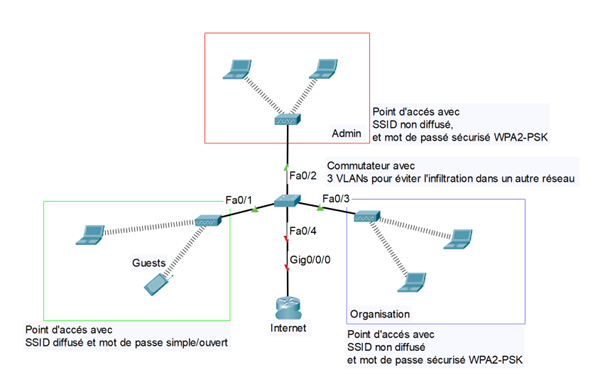 Point d'accés avec
SSID non diffusé,
et mot de passé sécurisé WPA2-PSK
Admin
Commutateur avec
3 VLANs pour éviter l'infiltration dans un autre réseau
Fa0/2
Fa0/1
Fa0/3
Fa0/4
Guests
Gig0/0/0
Organisation
Internet
Point d'accés avec
SSID diffusé et mot de passe simple/ouvert
Point d'accés avec
SSID non diffusé
et mot de passe sécurisé WPA2-PSK